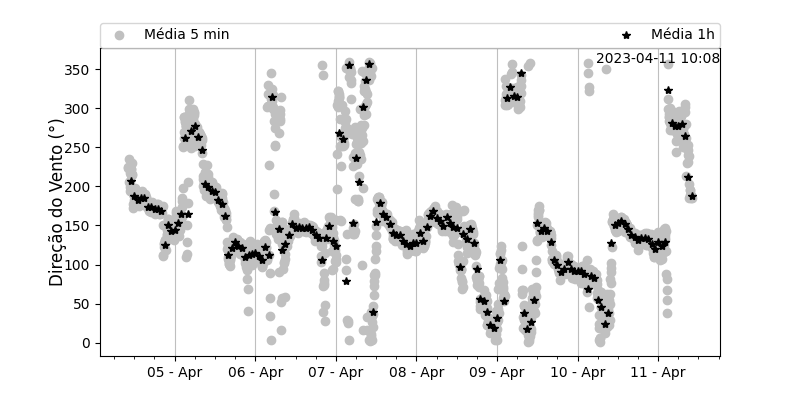 Média 5 min
Média 1h
2023-04-11 10:08
Direção do Vento (°)
350
300
250
200
150
100
50
0
05 - Apr
06 - Apr
07 - Apr
08 - Apr
09 - Apr
10 - Apr
11 - Apr